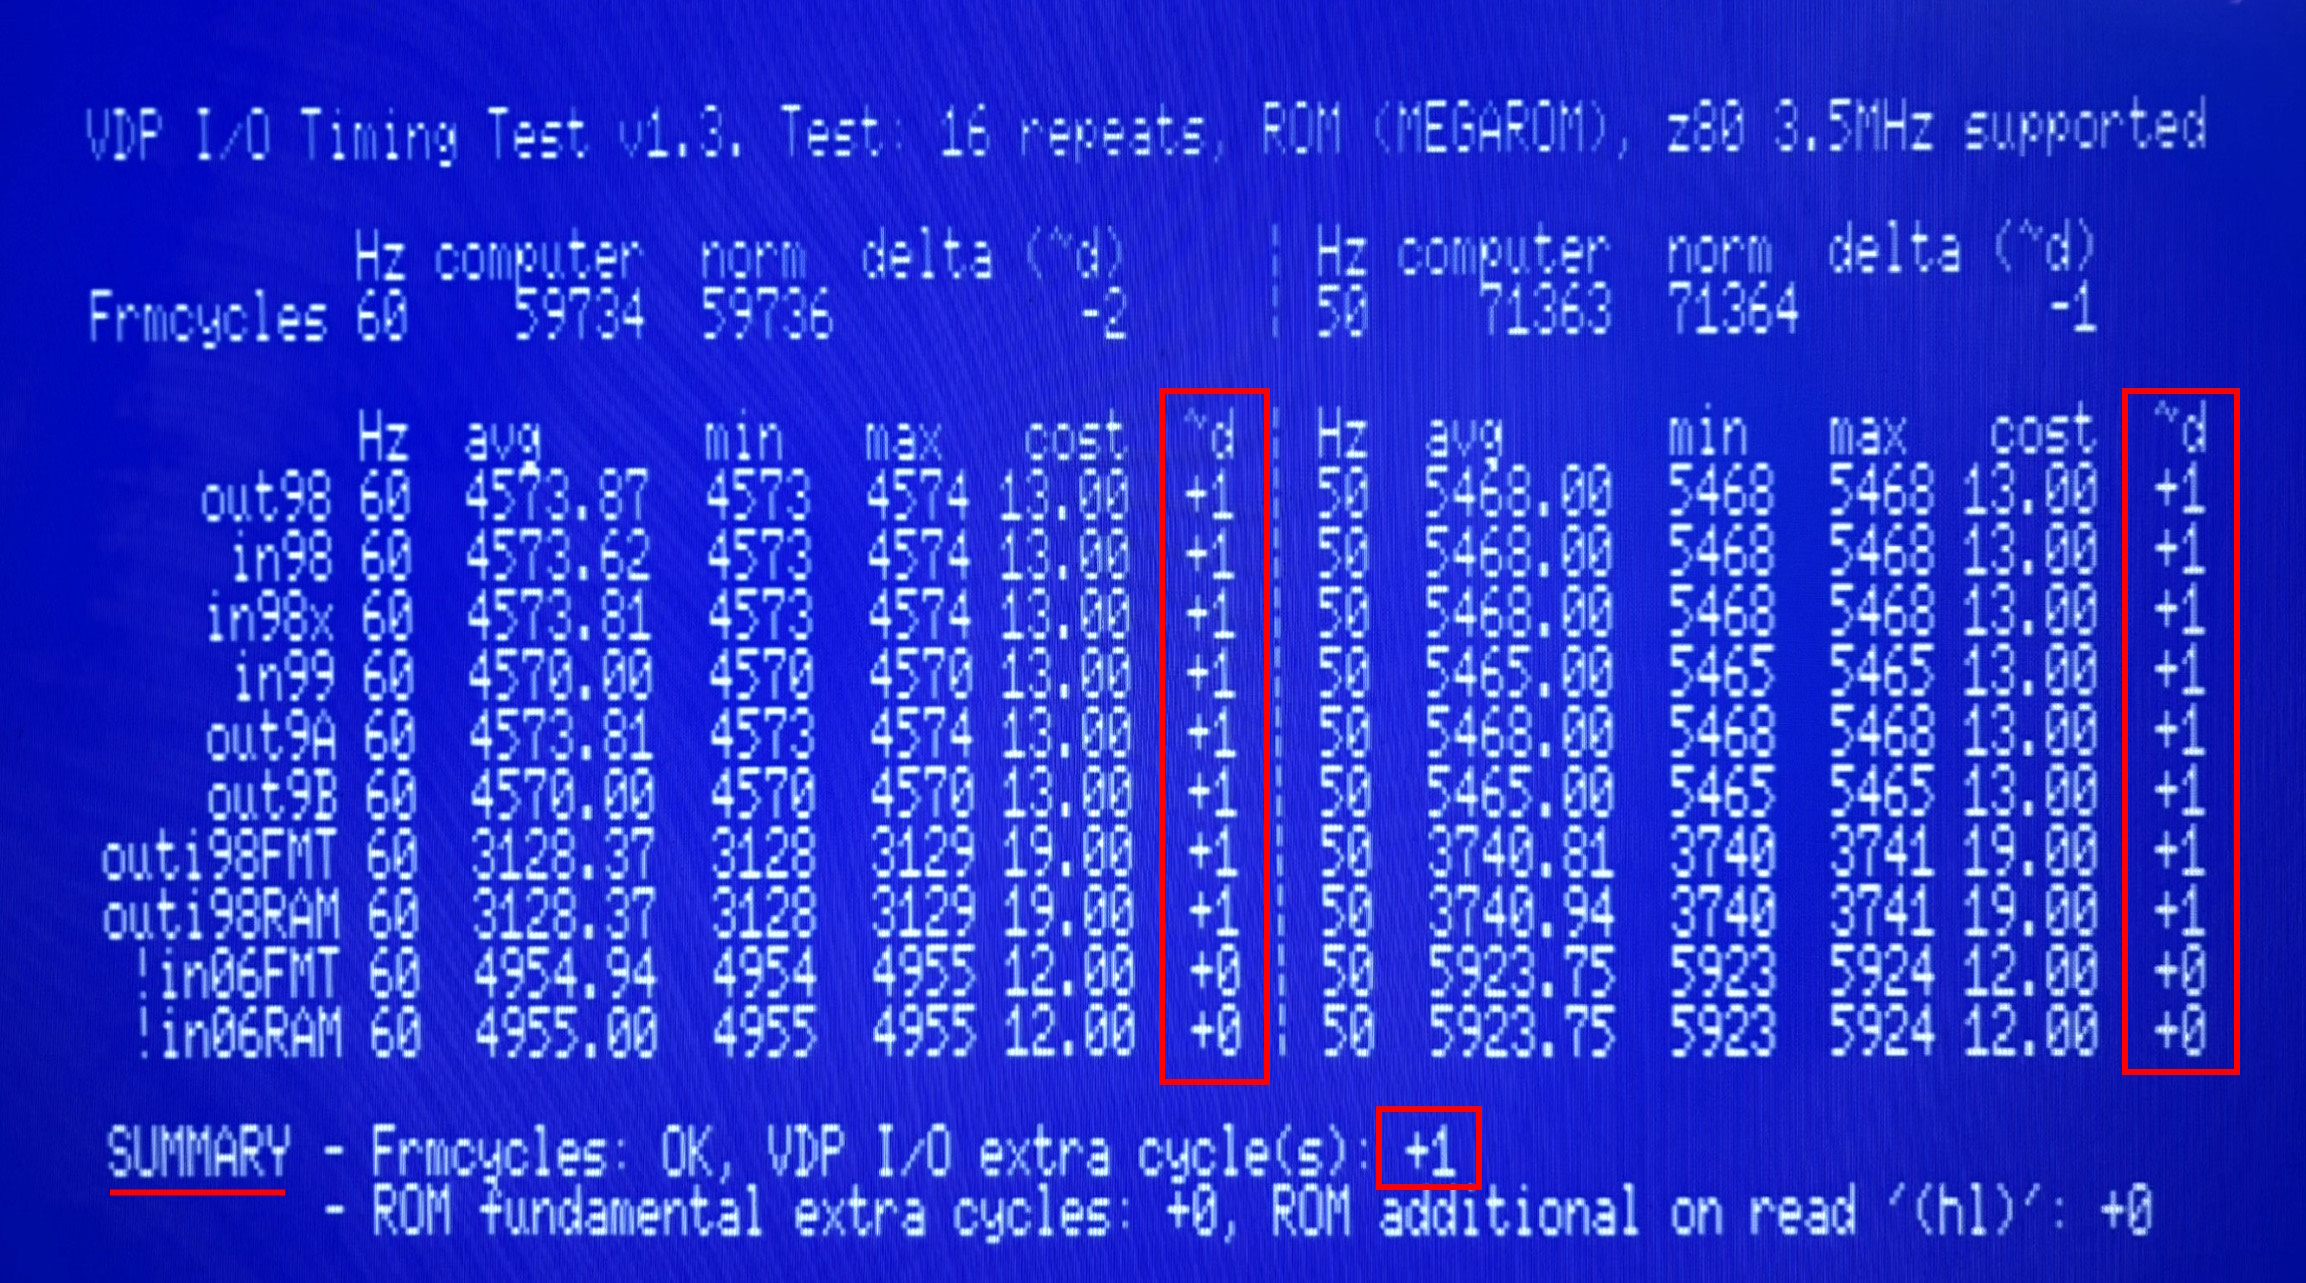 VDP I/O Timing Test v1.3. Test: 16 repeats, ROM (MEGAROM), z80 3.5MHz supported
Hz computer norm delta (~d) ¦ Hz computer norm delta (~d)
Frmcycles 60 59734 59736 -2 ¦ 50 71363 71364 -1
Hz avg min max cost ~d ¦ Hz avg min max cost ~d
out98 60 4573.87 4573 4574 13.00 +1 ¦ 50 5468.00 5468 5468 13.00 +1
in98 60 4573.62 4573 4574 13.00 +1 ¦ 50 5468.00 5468 5468 13.00 +1
in98x 60 4573.81 4573 4574 13.00 +1 ¦ 50 5468.00 5468 5468 13.00 +1
in99 60 4570.00 4570 4570 13.00 +1 ¦ 50 5465.00 5465 5465 13.00 +1
out9A 60 4573.81 4573 4574 13.00 +1 ¦ 50 5468.00 5468 5468 13.00 +1
out9B 60 4570.00 4570 4570 13.00 +1 ¦ 50 5465.00 5465 5465 13.00 +1
outi98FMT 60 3128.37 3128 3129 19.00 +1 ¦ 50 3740.81 3740 3741 19.00 +1
outi98RAM 60 3128.37 3128 3129 19.00 +1 ¦ 50 3740.94 3740 3741 19.00 +1
!in06FMT 60 4954.94 4954 4955 12.00 +0 ¦ 50 5923.75 5923 5924 12.00 +0
!in06RAM 60 4955.00 4955 4955 12.00 +0 ¦ 50 5923.75 5923 5924 12.00 +0
SUMMARY - Frmcycles: OK, VDP I/O extra cycle(s): +1
- ROM fundamental extra cycles: +0, ROM additional on read '(hl)': +0